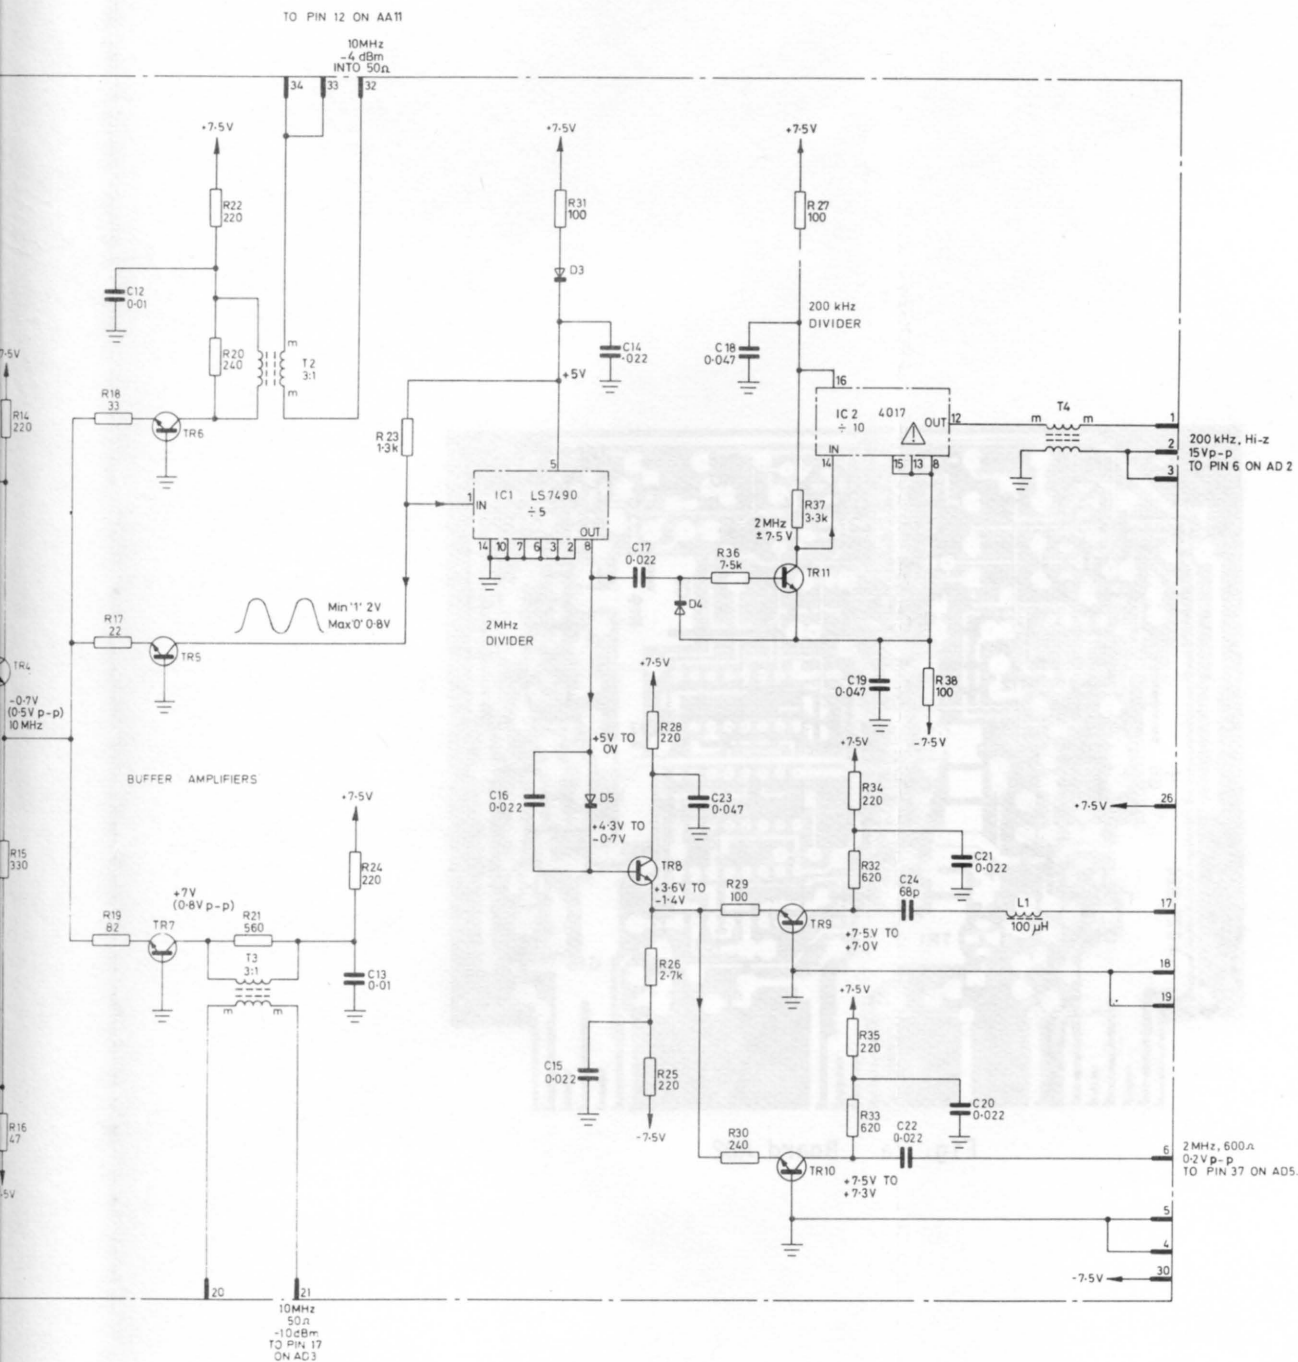 TO PIN 12 ON AA11
10MHz
-4 dBm
INTO 50Ω
34
33
32
+7·5V
R22
220
C12
0·01
R20
240
m
T2
3:1
m
R18
33
TR6
7·5V
R14
220
R17
22
TR5
TR4
-0·7V
(0·5V p-p)
10MHz
BUFFER AMPLIFIERS
R15
330
R16
47
·5V
+7V
(0·8V p-p)
R19
82
TR7
R21
560
T3
3:1
m
m
+7·5V
R24
220
C13
0·01
20
21
10MHz
50Ω
-10dBm
TO PIN 17
ON AD3
+7·5V
R31
100
D3
C14
·022
+5V
R23
1·3k
5
1
IN
IC1 LS7490
÷5
OUT
14
10
7
6
3
2
8
Min '1' 2V
Max '0' 0·8V
2MHz
DIVIDER
C17
0·022
R36
7·5k
D4
TR11
+7·5V
R27
100
200 kHz
DIVIDER
C18
0·047
16
IC 2
÷ 10
4017
OUT
12
IN
14
15
13
8
R37
3·3k
2MHz
±7·5V
T4
m
m
1
2
3
200kHz, Hi-z
15Vp-p
TO PIN 6 ON AD2
C19
0·047
R38
100
-7·5V
+5V TO
0V
C16
0·022
D5
+4·3V TO
-0·7V
+7·5V
R28
220
C23
0·047
TR8
+3·6V TO
-1·4V
R29
100
TR9
R26
2·7k
C15
0·022
R25
220
-7·5V
+7·5V
R34
220
R32
620
C21
0·022
C24
68p
+7·5V TO
+7·0V
L1
100 µH
+7·5V
26
17
18
19
+7·5V
R35
220
R33
620
C20
0·022
C22
0·022
R30
240
TR10
+7·5V TO
+7·3V
6
2MHz, 600Ω
0·2Vp-p
TO PIN 37 ON AD5.
5
4
-7·5V
30